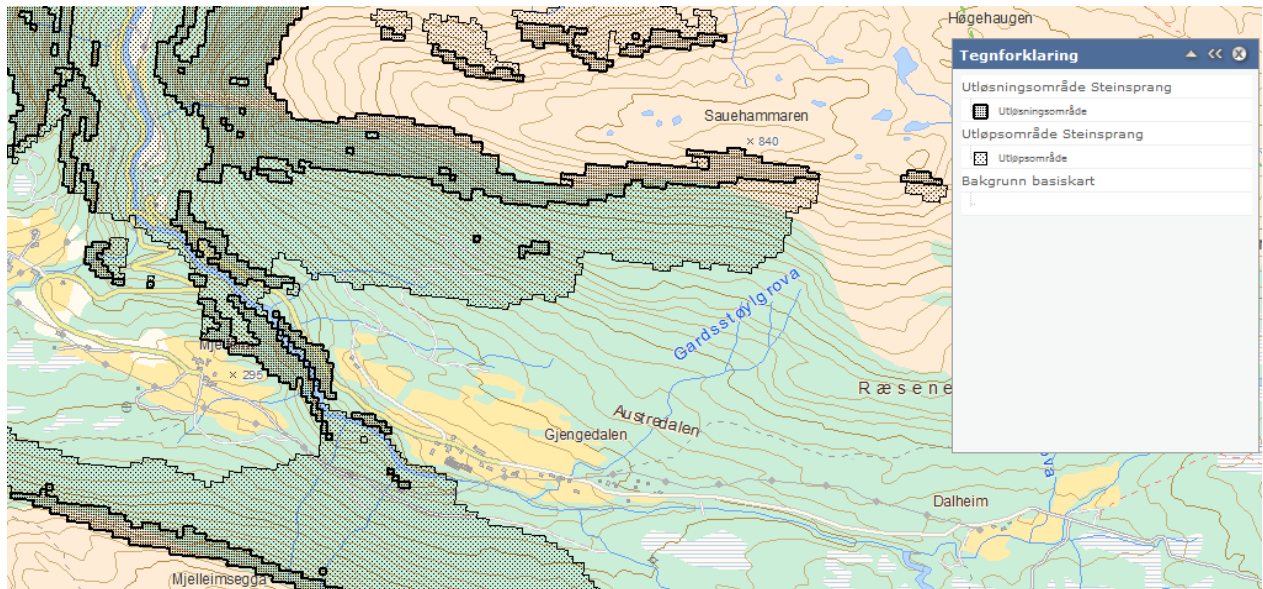 Høgehaugen
Tegnforklaring
Utløsningsområde Steinsprang
Utløsningsområde
Utløpsområde Steinsprang
Utløpsområde
Bakgrunn basiskart
Sauehammaren
840
Gardsstøylgrova
295
Ræsene
Austredalen
Gjengedalen
Dalheim
Mjelleimsegga